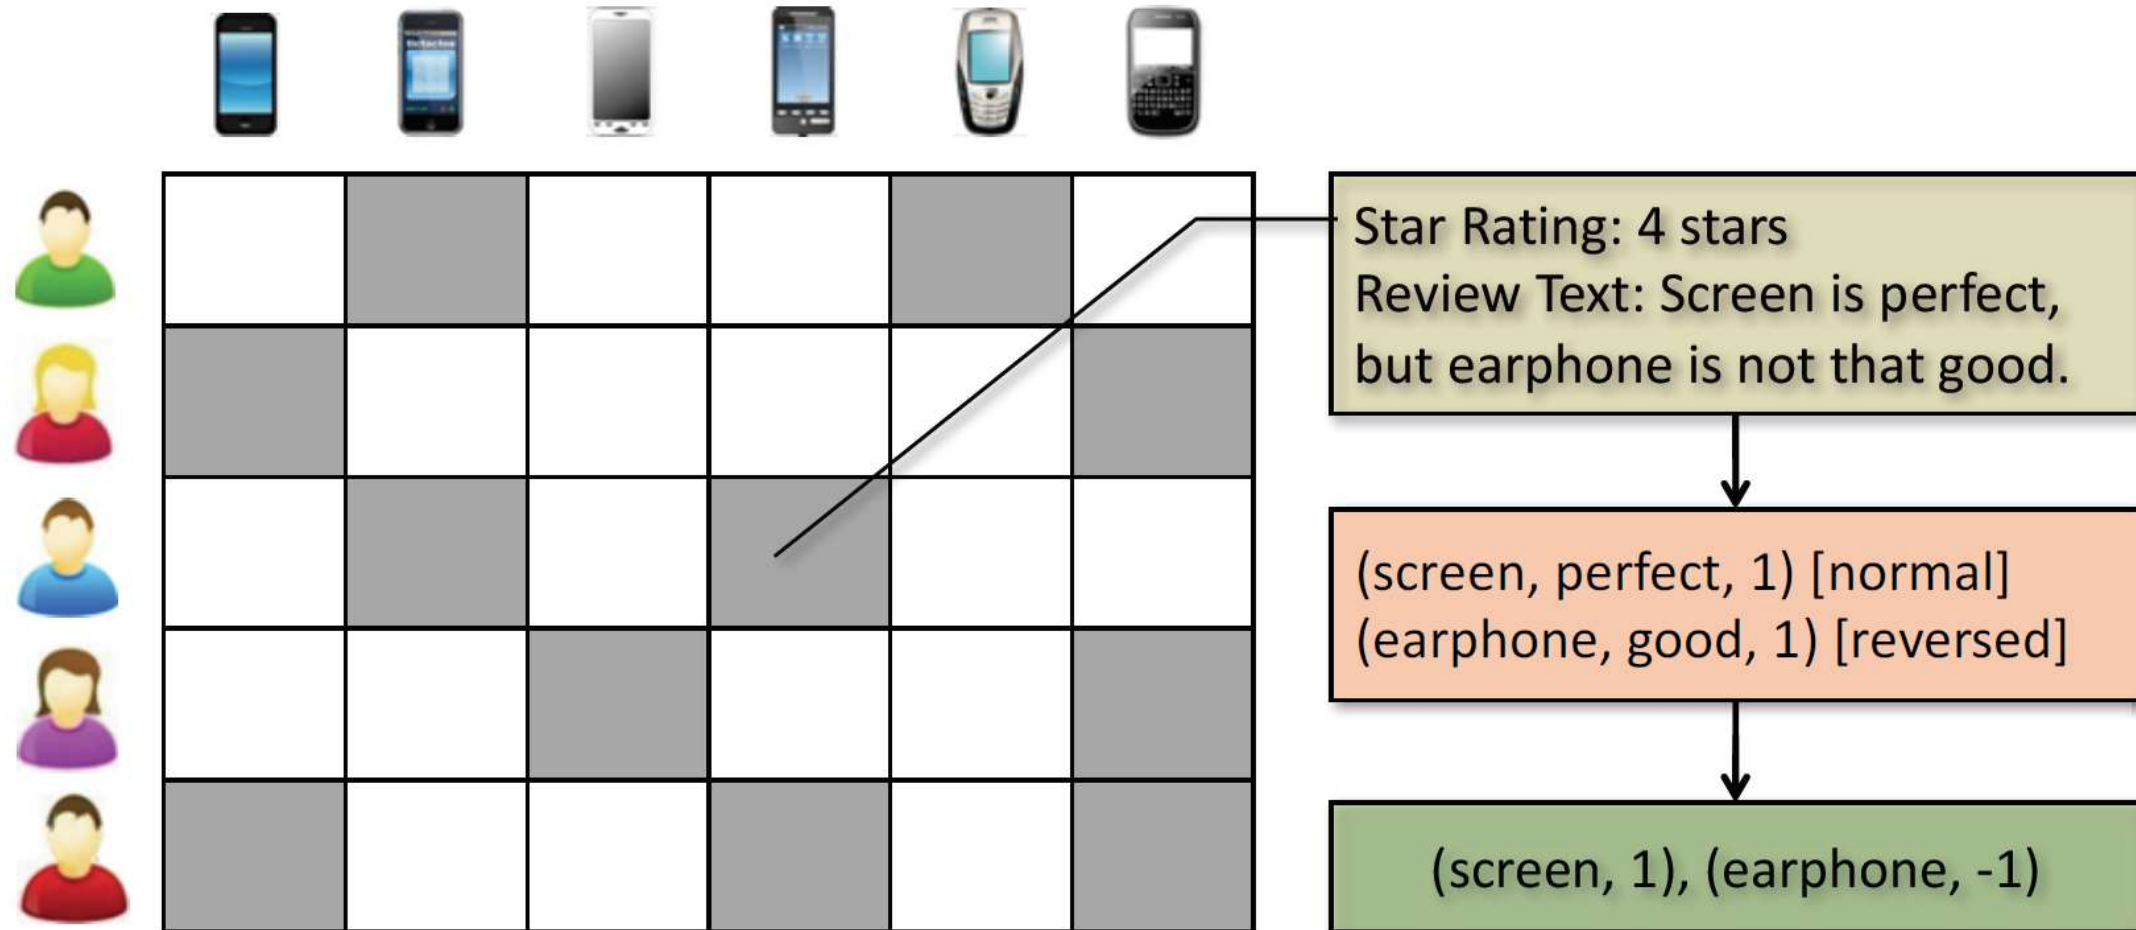 tictactoe
Star Rating: 4 stars
Review Text: Screen is perfect,
but earphone is not that good.
(screen, perfect, 1) [normal]
(earphone, good, 1) [reversed]
(screen, 1), (earphone, -1)